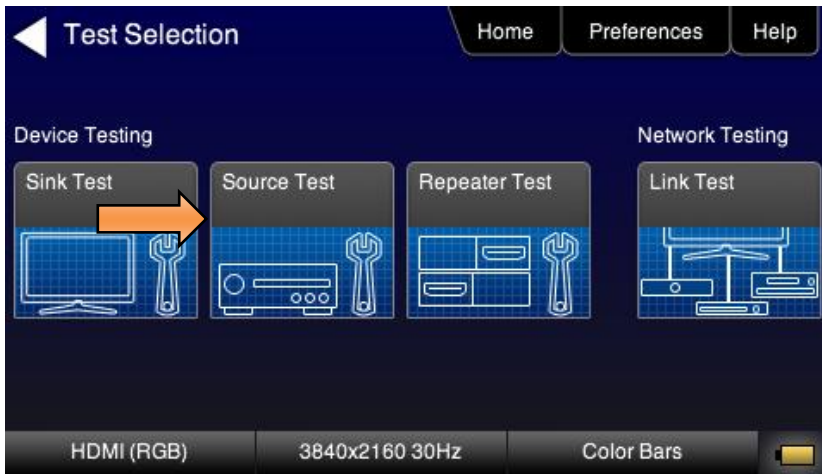 Test Selection
Home
Preferences
Help
Device Testing
Network Testing
Sink Test
Source Test
Repeater Test
Link Test
HDMI (RGB)
3840x2160 30Hz
Color Bars